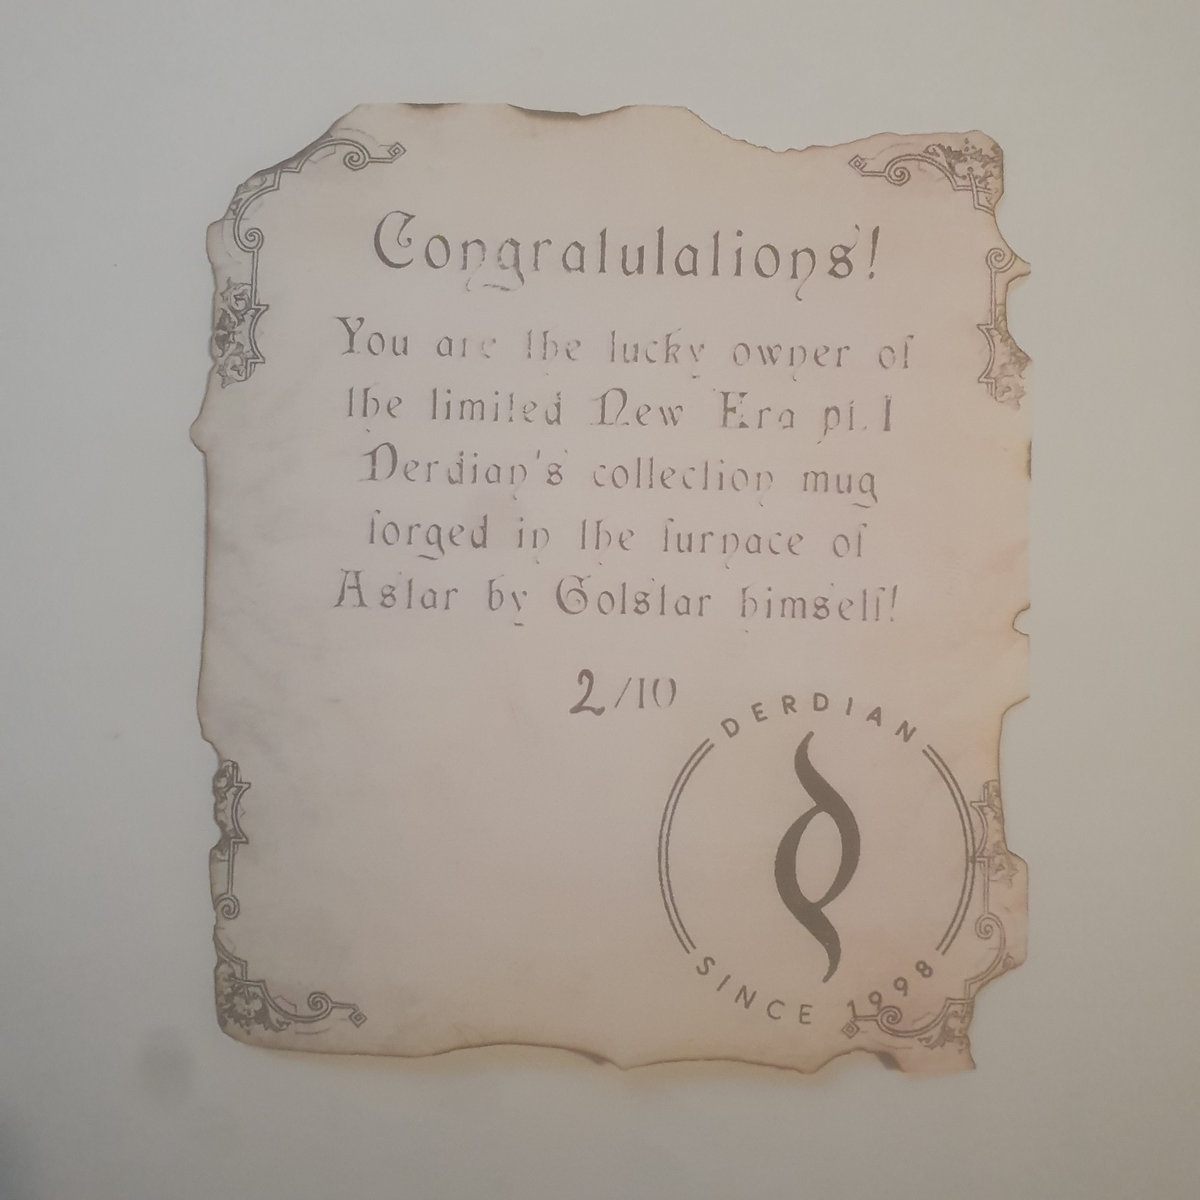 Congratulations!
You are the lucky owner of
the limited New Era pt.I
Derdian's collection mug
forged in the furnace of
Aslar by Golstar himself!
2/10
DERDIAN
SINCE 1998